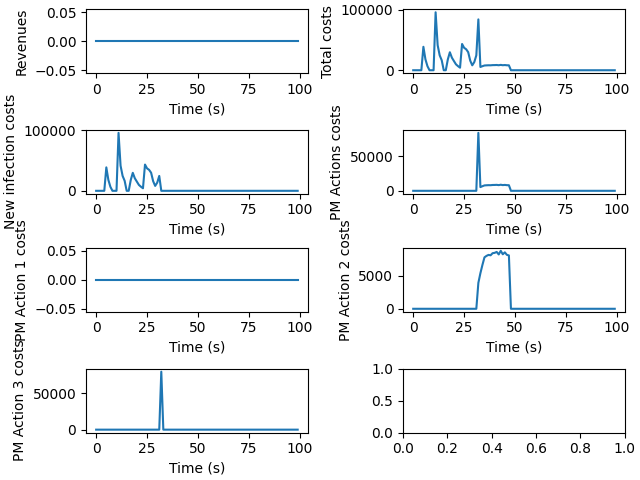 Revenues
0.05
0.00
−0.05
0 25 50 75 100
Time (s)
Total costs
100000
0
0 25 50 75 100
Time (s)
New infection costs
100000
0
0 25 50 75 100
Time (s)
PM Actions costs
50000
0
0 25 50 75 100
Time (s)
PM Action 1 costs
0.05
0.00
−0.05
0 25 50 75 100
Time (s)
PM Action 2 costs
5000
0
0 25 50 75 100
Time (s)
PM Action 3 costs
50000
0
0 25 50 75 100
Time (s)
1.0
0.5
0.0
0.0 0.2 0.4 0.6 0.8 1.0